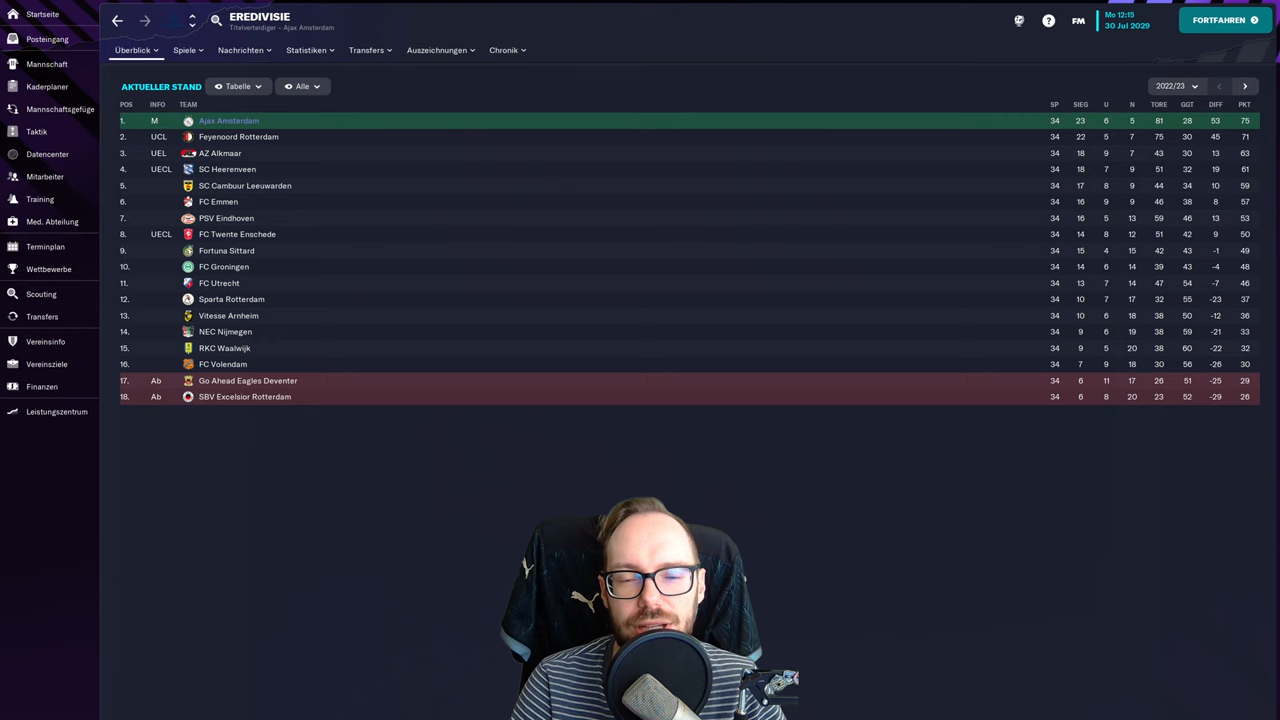 Startseite
Posteingang
Mannschaft
Kaderplaner
Mannschaftsgefüge
Taktik
Datencenter
Mitarbeiter
Training
Med. Abteilung
Terminplan
Wettbewerbe
Scouting
Transfers
Vereinsinfo
Vereinsziele
Finanzen
Leistungszentrum
EREDIVISIE
Titelverteidiger – Ajax Amsterdam
? FM Mo 12:15
30 Jul 2029
FORTFAHREN
Überblick Spiele Nachrichten Statistiken Transfers Auszeichnungen Chronik
AKTUELLER STAND Tabelle Alle 2022/23
POS INFO TEAM SP SIEG U N TORE GGT DIFF PKT
1. M Ajax Amsterdam 34 23 6 5 81 28 53 75
2. UCL Feyenoord Rotterdam 34 22 5 7 75 30 45 71
3. UEL AZ Alkmaar 34 18 9 7 43 30 13 63
4. UECL SC Heerenveen 34 18 7 9 51 32 19 61
5. SC Cambuur Leeuwarden 34 17 8 9 44 34 10 59
6. FC Emmen 34 16 9 9 46 38 8 57
7. PSV Eindhoven 34 16 5 13 59 46 13 53
8. UECL FC Twente Enschede 34 14 8 12 51 42 9 50
9. Fortuna Sittard 34 15 4 15 42 43 -1 49
10. FC Groningen 34 14 6 14 39 43 -4 48
11. FC Utrecht 34 13 7 14 47 54 -7 46
12. Sparta Rotterdam 34 10 7 17 32 55 -23 37
13. Vitesse Arnheim 34 10 6 18 38 50 -12 36
14. NEC Nijmegen 34 9 6 19 38 59 -21 33
15. RKC Waalwijk 34 9 5 20 38 60 -22 32
16. FC Volendam 34 7 9 18 30 56 -26 30
17. Ab Go Ahead Eagles Deventer 34 6 11 17 26 51 -25 29
18. Ab SBV Excelsior Rotterdam 34 6 8 20 23 52 -29 26